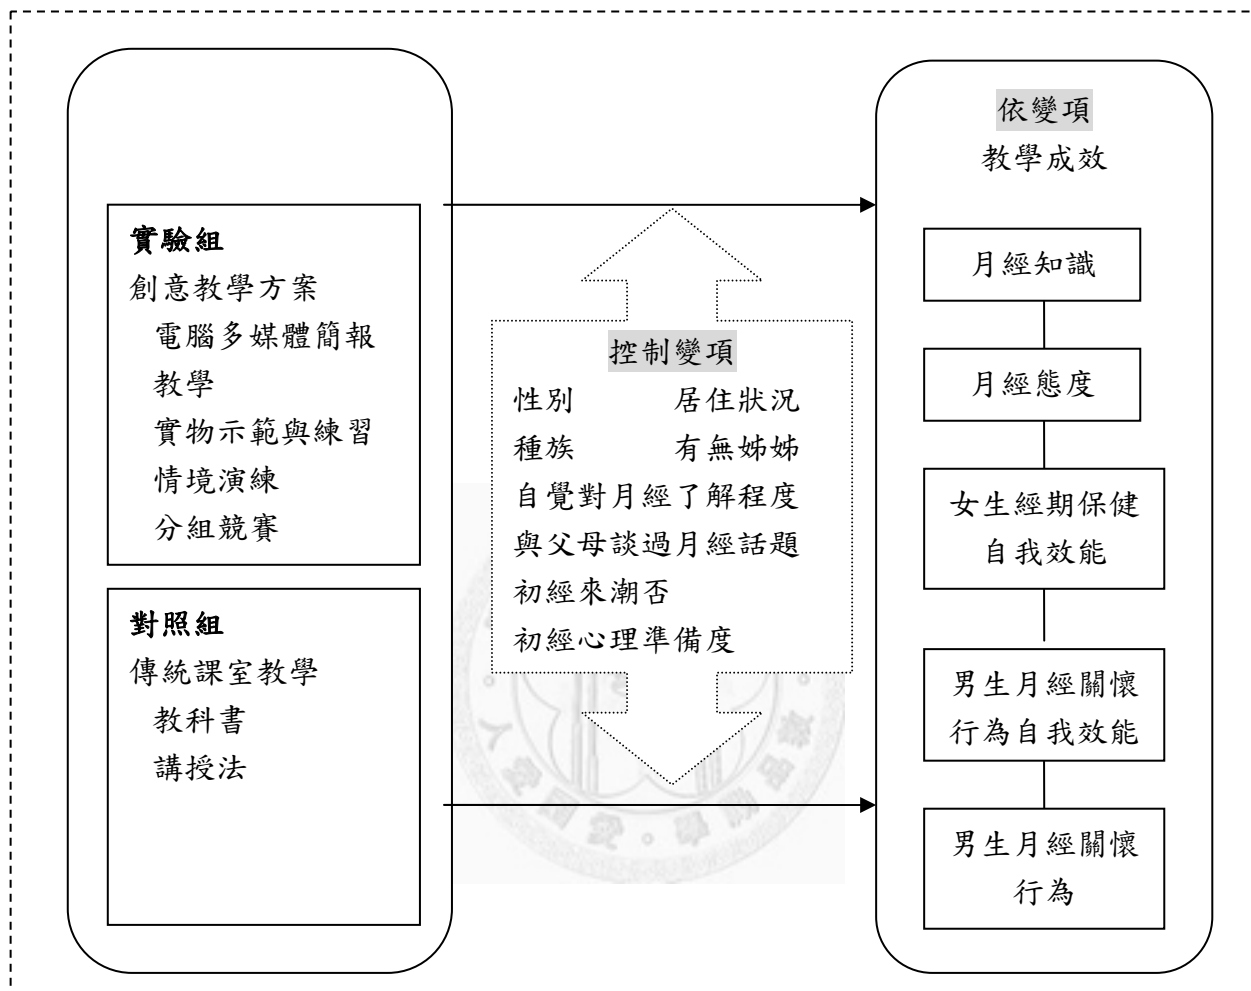 實驗組
創意教學方案
電腦多媒體簡報
教學
實物示範與練習
情境演練
分組競賽
對照組
傳統課室教學
教科書
講授法
控制變項
性別 居住狀況
種族 有無姊姊
自覺對月經了解程度
與父母談過月經話題
初經來潮否
初經心理準備度
依變項
教學成效
月經知識
月經態度
女生經期保健
自我效能
男生月經關懷
行為自我效能
男生月經關懷
行為